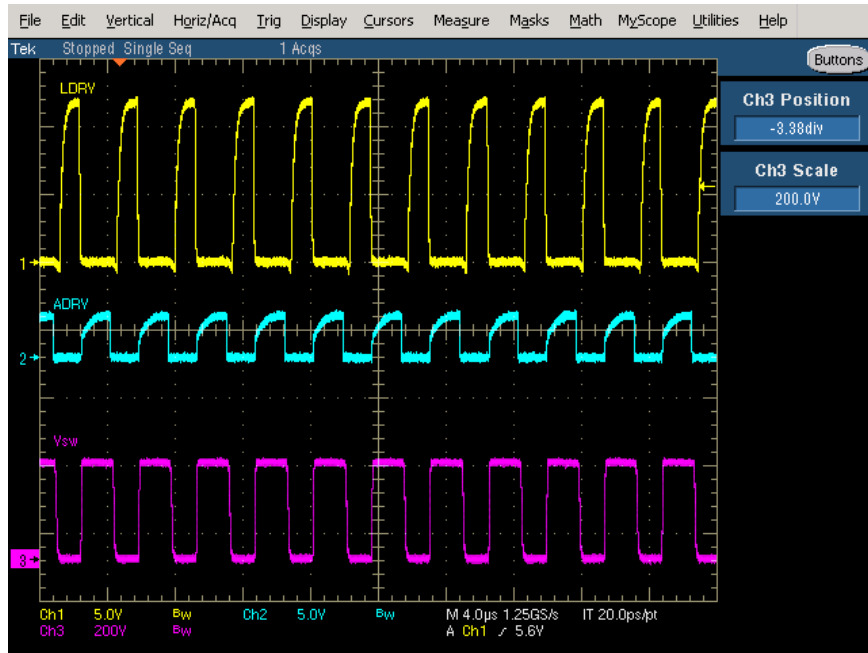 File Edit Vertical Horiz/Acq Trig Display Cursors Measure Masks Math MyScope Utilities Help
Tek Stopped Single Seq 1 Acqs
Buttons
LDRV
Ch3 Position
-3.38div
Ch3 Scale
200.0V
1
ADRV
2
Vsw
3
Ch1 5.0V Bw Ch2 5.0V Bw M 4.0µs 1.25GS/s IT 20.0ps/pt
Ch3 200V Bw A Ch1 / 5.6V